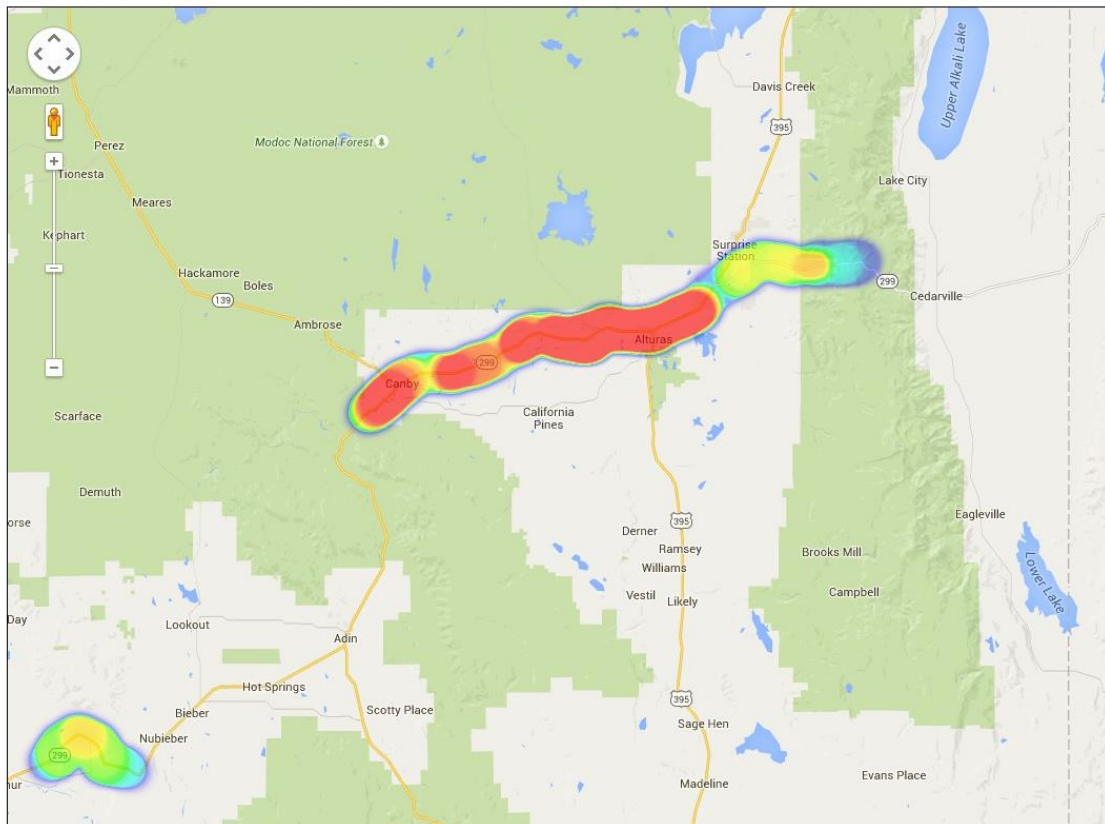 Mammoth
Davis Creek
Upper Alkali Lake
395
Modoc National Forest
Perez
Tionesta
Lake City
Meares
Kephart
Surprise
Station
Hackamore
Boles
139
299
Cedarville
Ambrose
Alturas
299
Canby
California
Pines
Scarface
Demuth
Eagleville
orse
395
Derner
Ramsey
Williams
Brooks Mill
Lower Lake
Vestil
Likely
Campbell
Day
Lookout
Adin
Hot Springs
395
Bieber
Scotty Place
Sage Hen
Nubieber
299
Evans Place
hur
Madeline